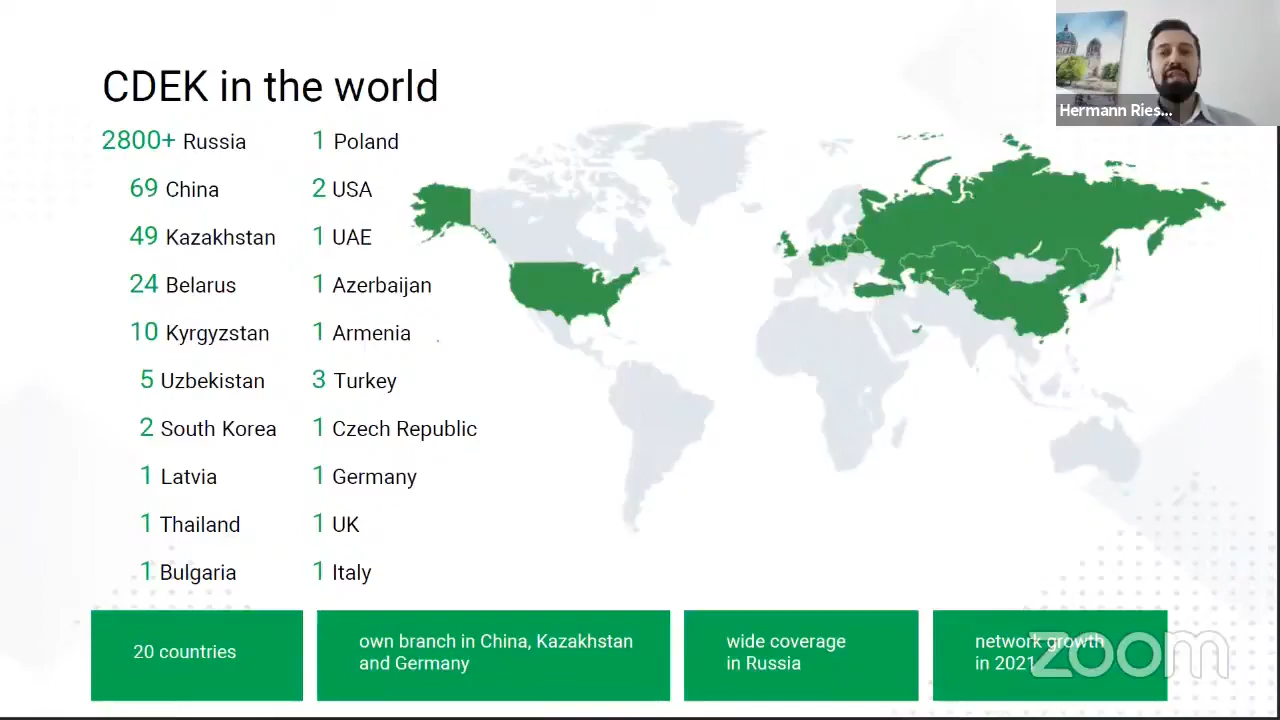 CDEK in the world
2800+ Russia
69 China
49 Kazakhstan
24 Belarus
10 Kyrgyzstan
5 Uzbekistan
2 South Korea
1 Latvia
1 Thailand
1 Bulgaria
1 Poland
2 USA
1 UAE
1 Azerbaijan
1 Armenia
3 Turkey
1 Czech Republic
1 Germany
1 UK
1 Italy
20 countries
own branch in China, Kazakhstan
and Germany
wide coverage
in Russia
network growth
in 2021
zoom
Hermann Ries...